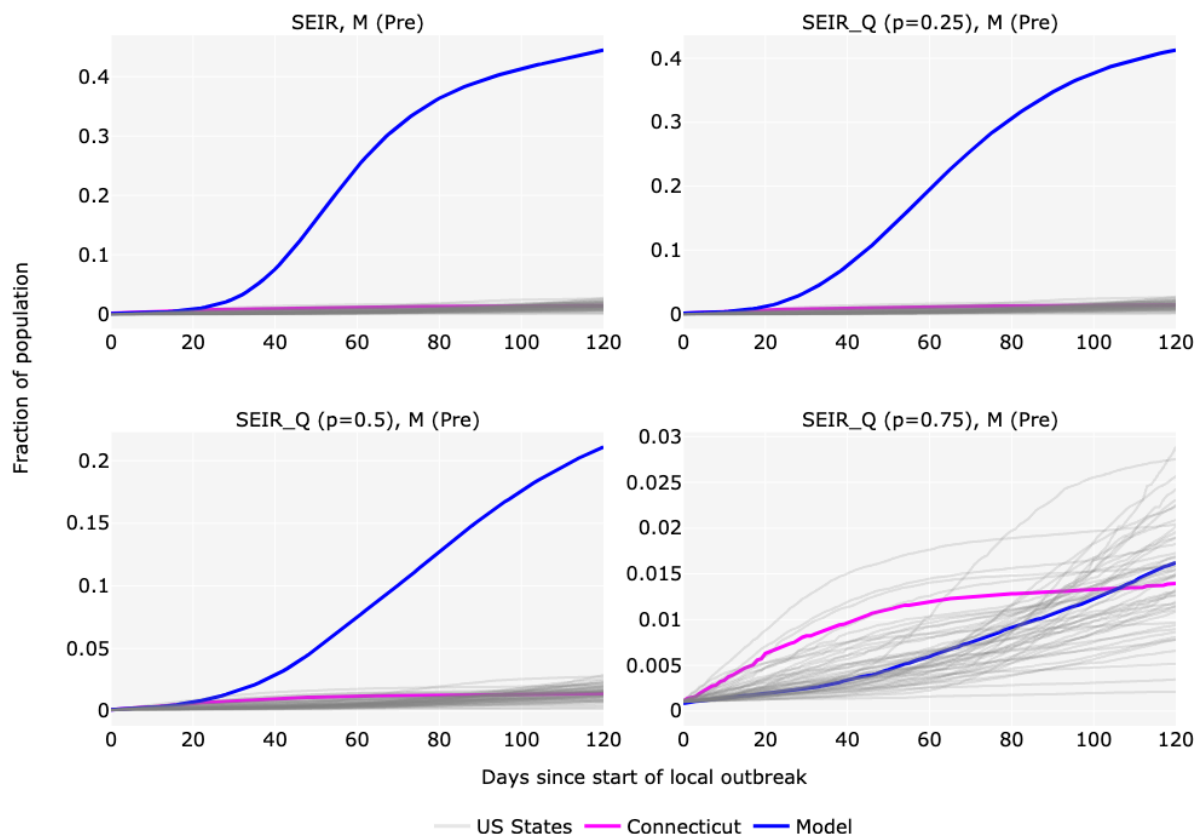 SEIR, M (Pre)
0.4
0.3
0.2
0.1
0
0 20 40 60 80 100 120
SEIR_Q (p=0.25), M (Pre)
0.4
0.3
0.2
0.1
0
0 20 40 60 80 100 120
Fraction of population
SEIR_Q (p=0.5), M (Pre)
0.2
0.15
0.1
0.05
0
0 20 40 60 80 100 120
SEIR_Q (p=0.75), M (Pre)
0.03
0.025
0.02
0.015
0.01
0.005
0
0 20 40 60 80 100 120
Days since start of local outbreak
US States Connecticut Model